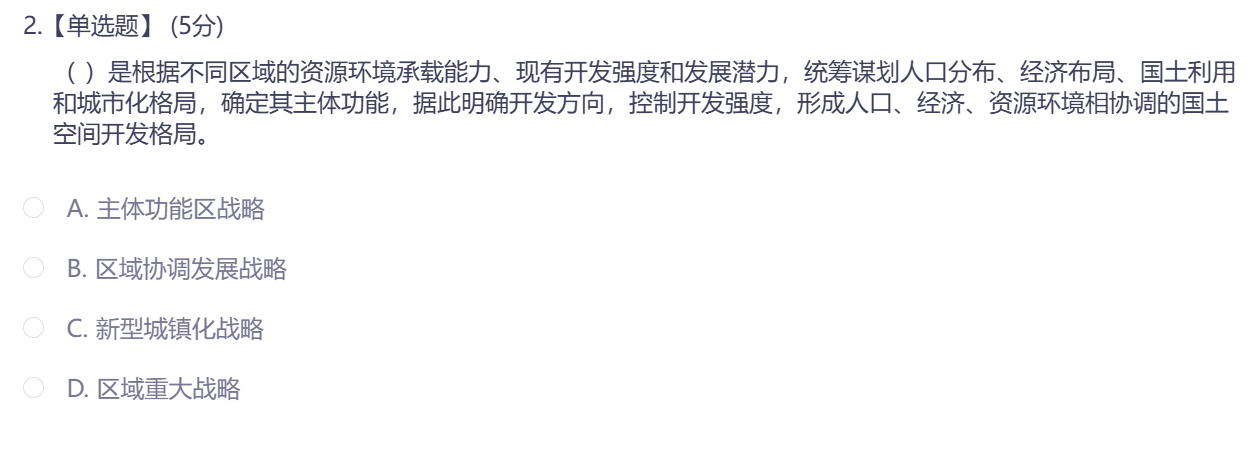 2.【单选题】 (5分)
（ ）是根据不同区域的资源环境承载能力、现有开发强度和发展潜力，统筹谋划人口分布、经济布局、国土利用
和城市化格局，确定其主体功能，据此明确开发方向，控制开发强度，形成人口、经济、资源环境相协调的国土
空间开发格局。
A. 主体功能区战略
B. 区域协调发展战略
C. 新型城镇化战略
D. 区域重大战略